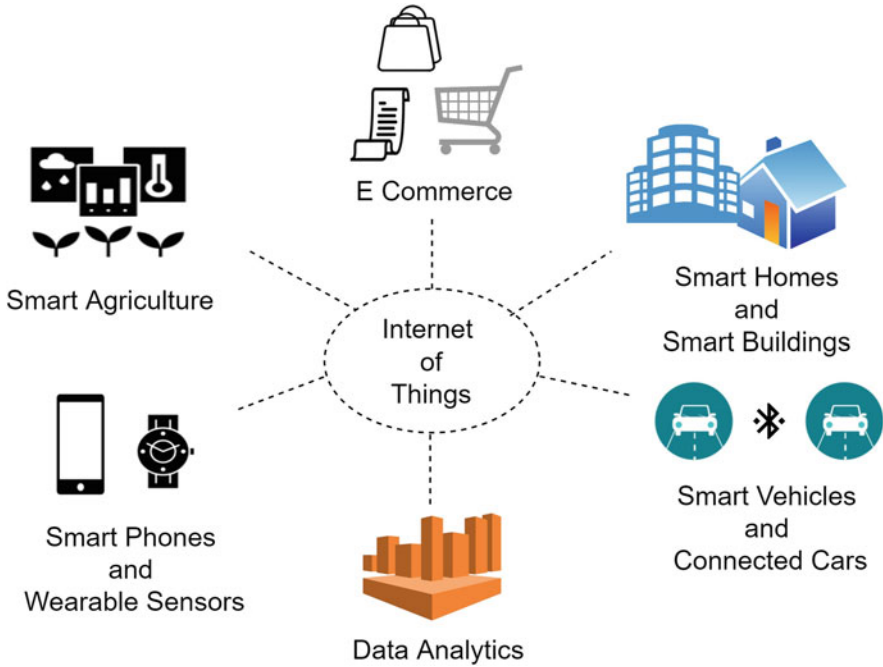 E Commerce
Smart Agriculture
Smart Homes
and
Smart Buildings
Internet
of
Things
Smart Phones
and
Wearable Sensors
Smart Vehicles
and
Connected Cars
Data Analytics